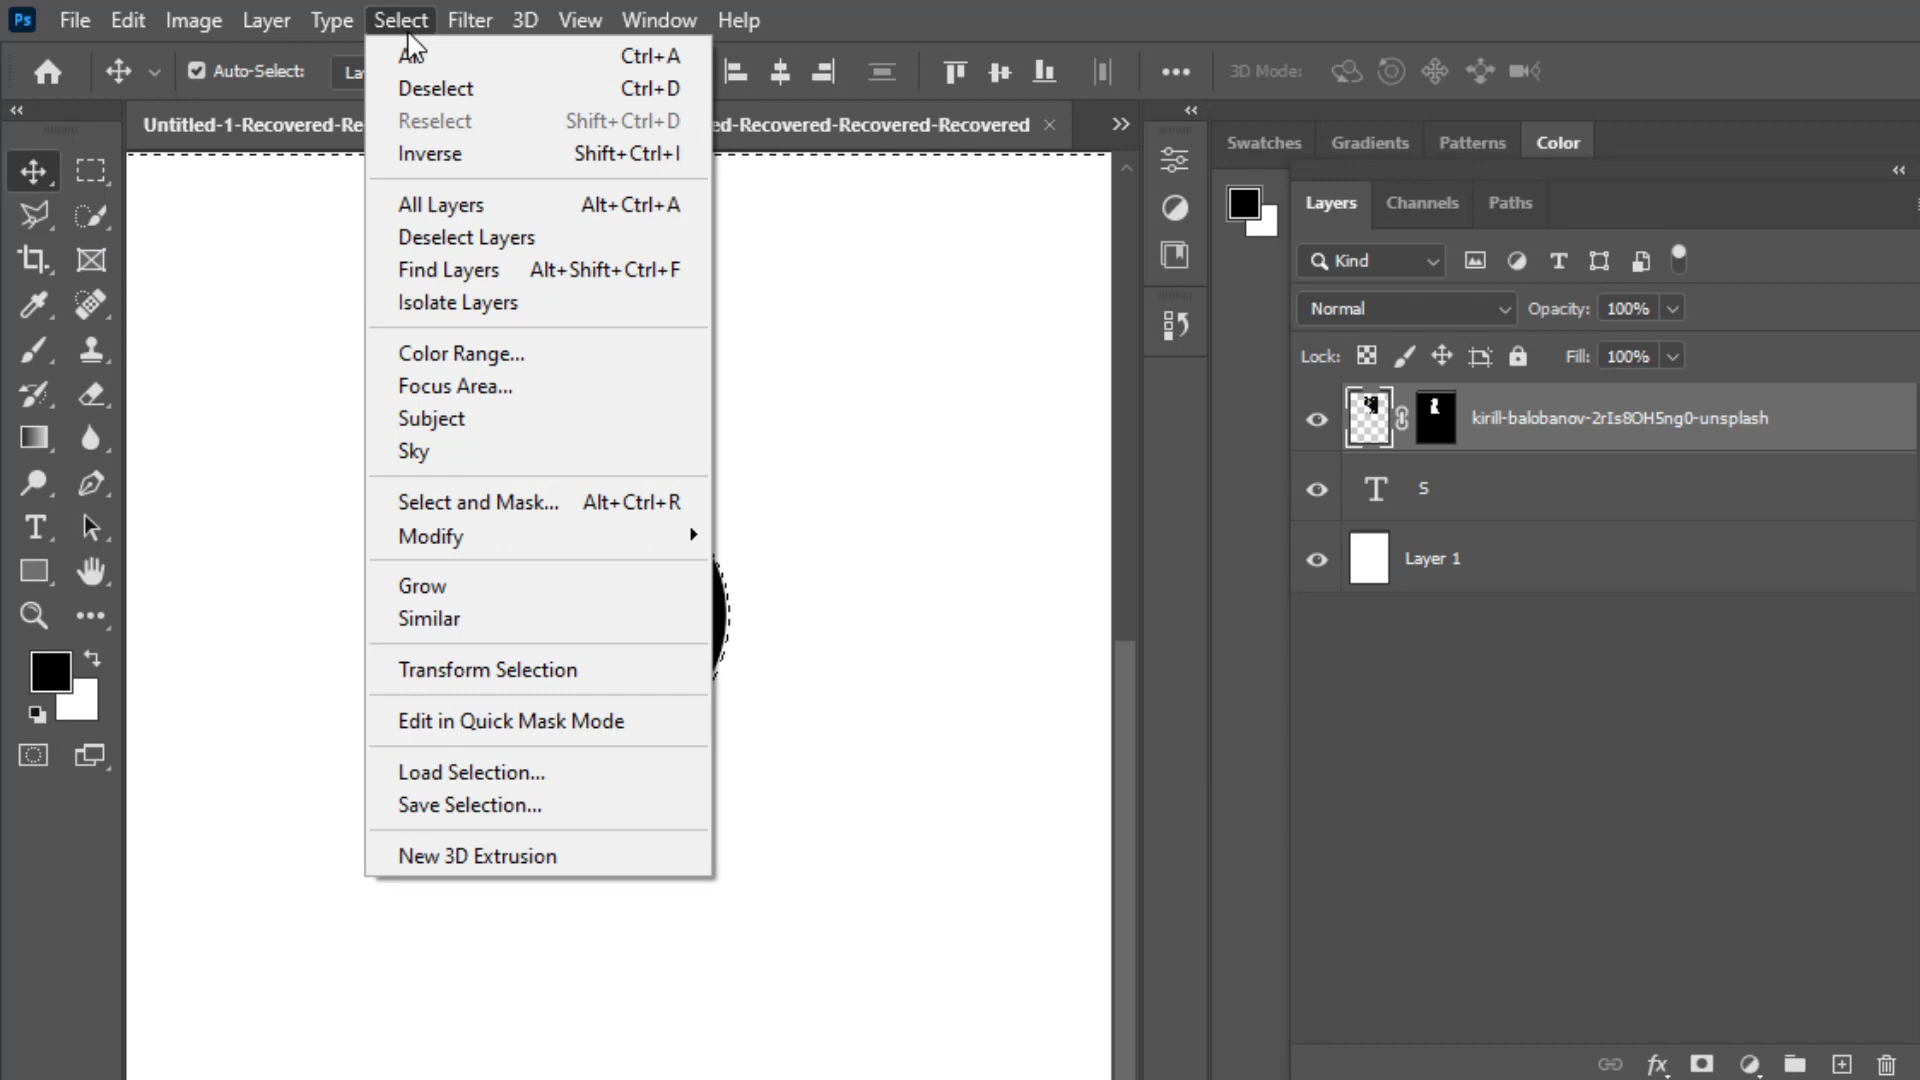 Ps File Edit Image Layer Type Select Filter 3D View Window Help
Auto-Select: 3D Mode:
All Ctrl+A
Deselect Ctrl+D
Reselect Shift+Ctrl+D
Inverse Shift+Ctrl+I
All Layers Alt+Ctrl+A
Deselect Layers
Find Layers Alt+Shift+Ctrl+F
Isolate Layers
Color Range...
Focus Area...
Subject
Sky
Select and Mask... Alt+Ctrl+R
Modify
Grow
Similar
Transform Selection
Edit in Quick Mask Mode
Load Selection...
Save Selection...
New 3D Extrusion
Untitled-1-Recovered-Re ed-Recovered-Recovered-Recovered
Swatches Gradients Patterns Color
Layers Channels Paths
Kind
Normal Opacity: 100%
Lock: Fill: 100%
kirill-balobanov-2rIs8OH5ng0-unsplash
T S
Layer 1
fx